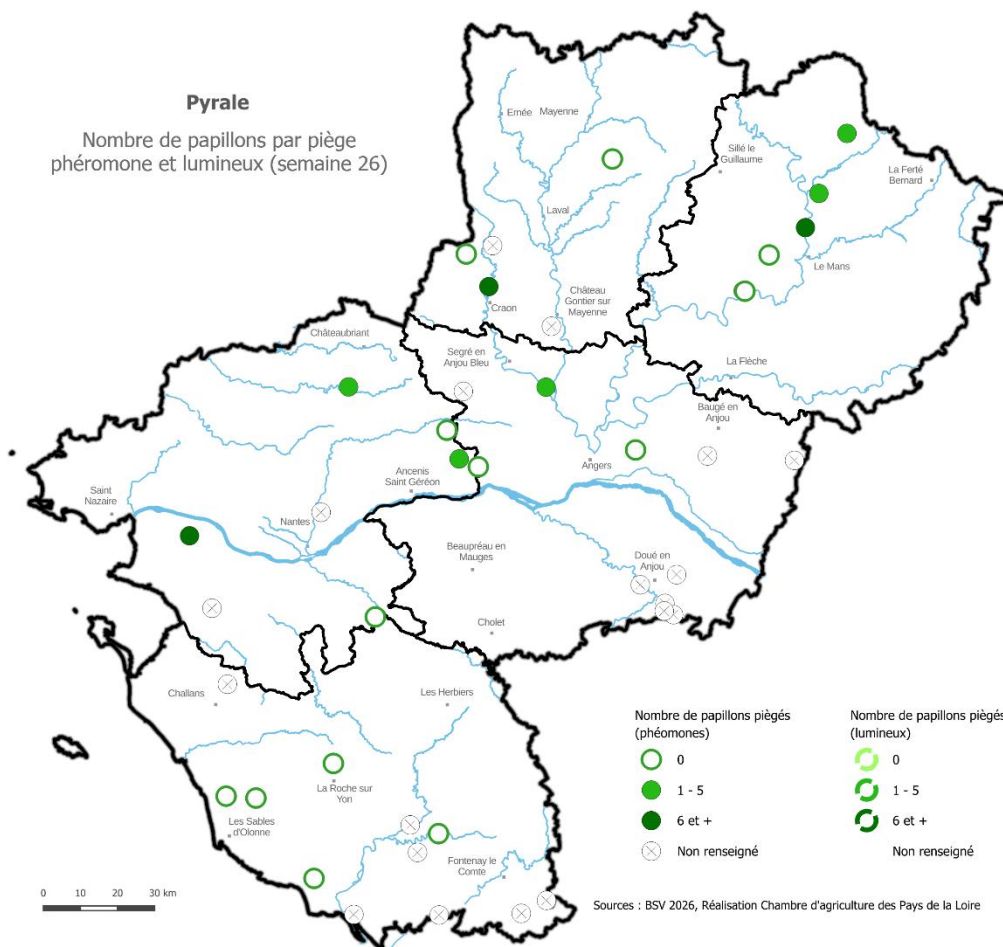 Pyrale
Nombre de papillons par piège
phéromone et lumineux (semaine 26)
Ernée
Mayenne
Sillé le
Guillaume
La Ferté
Bernard
Laval
Le Mans
Craon
Château
Gontier sur
Mayenne
Châteaubriant
Segré en
Anjou Bleu
La Flèche
Baugé en
Anjou
Angers
Ancenis
Saint Géréon
Saint
Nazaire
Nantes
Beaupréau en
Mauges
Doué en
Anjou
Cholet
Challans
Les Herbiers
La Roche sur
Yon
Les Sables
d'Olonne
Fontenay le
Comte
Nombre de papillons piégés
(phéomones)
0
1 - 5
6 et +
Non renseigné
Nombre de papillons piégés
(lumineux)
0
1 - 5
6 et +
Non renseigné
0 10 20 30 km
Sources : BSV 2026, Réalisation Chambre d'agriculture des Pays de la Loire